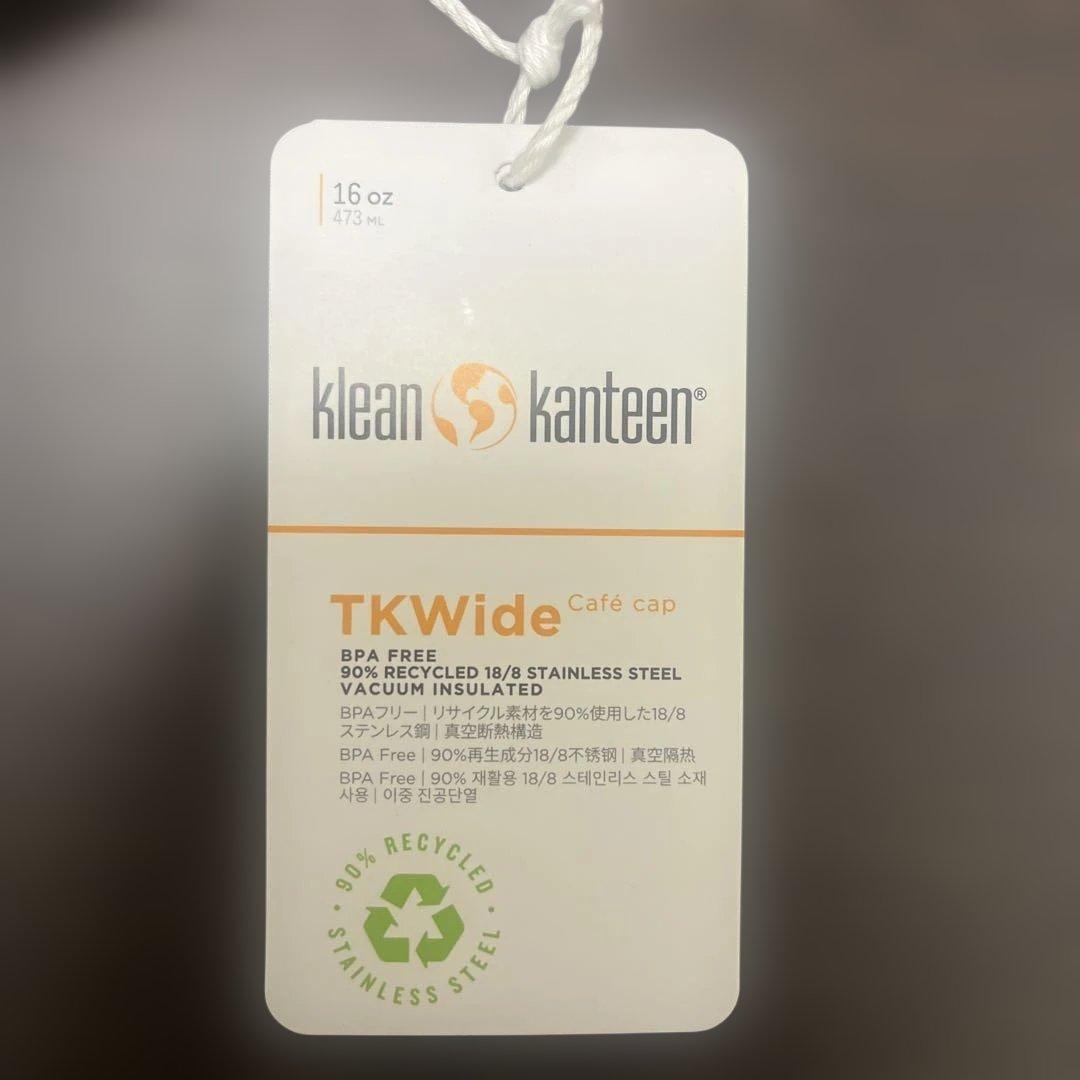 16 oz
473 ML
klean kanteen®
TKWide Café cap
BPA FREE
90% RECYCLED 18/8 STAINLESS STEEL
VACUUM INSULATED
BPAフリー | リサイクル素材を90%使用した18/8
ステンレス鋼 | 真空断熱構造
BPA Free | 90%再生成分18/8不锈钢 | 真空隔热
BPA Free | 90% 재활용 18/8 스테인리스 스틸 소재
사용 | 이중 진공단열
90% RECYCLED
STAINLESS STEEL